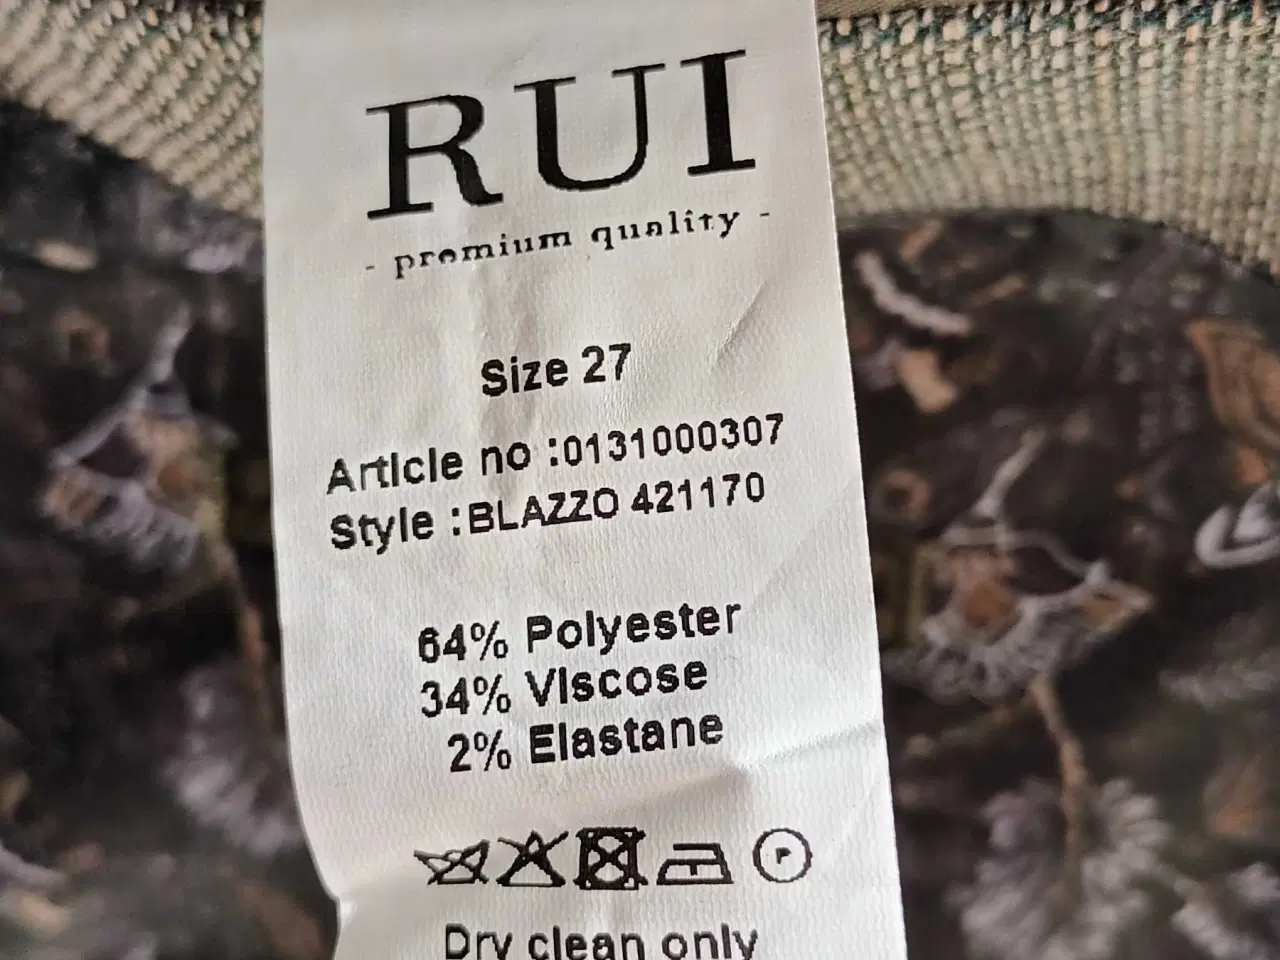 RUI
- premium quality -
Size 27
Article no :0131000307
Style :BLAZZO 421170
64% Polyester
34% Viscose
2% Elastane
P
Dry clean only